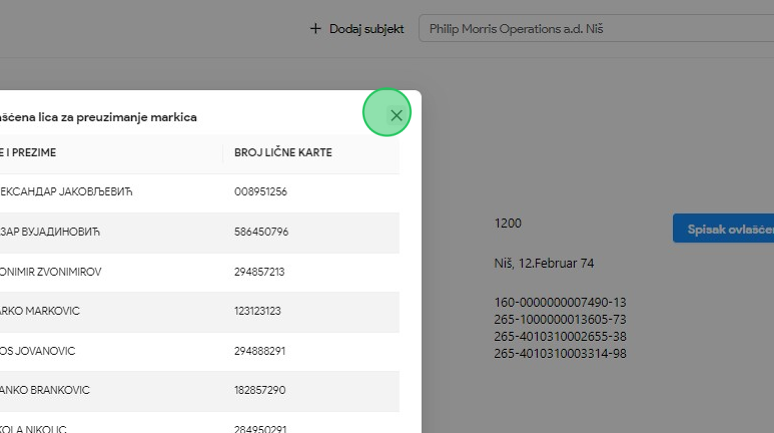 + Dodaj subjekt
Philip Morris Operations a.d. Niš
šćena lica za preuzimanje markica
E I PREZIME
BROJ LIČNE KARTE
ЕКСАНДАР ЈАКОВЉЕВИЋ
008951256
ЗАР ВУЈАДИНОВИЋ
586450796
ONIMIR ZVONIMIROV
294857213
ARKO MARKOVIC
123123123
OS JOVANOVIC
294888291
ANKO BRANKOVIC
182857290
KOLA NIKOLIC
284950291
1200
Spisak ovlašćen
Niš, 12.Februar 74
160-0000000007490-13
265-1000000013605-73
265-4010310002655-38
265-4010310003314-98